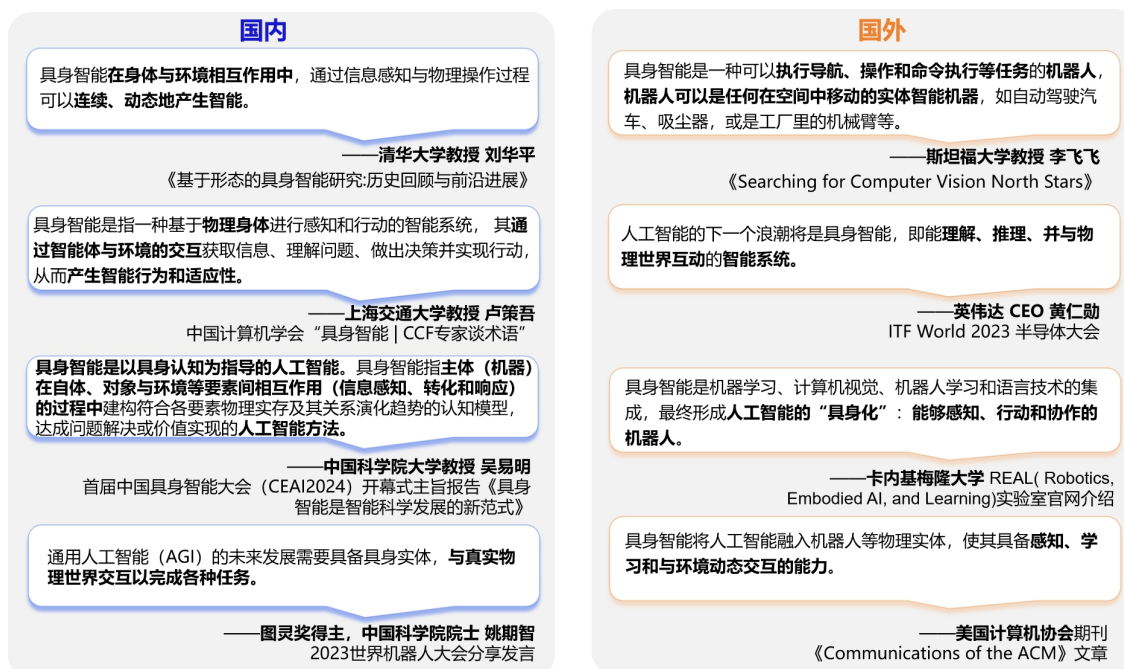 国内
具身智能在身体与环境相互作用中，通过信息感知与物理操作过程
可以连续、动态地产生智能。
——清华大学教授 刘华平
《基于形态的具身智能研究:历史回顾与前沿进展》
具身智能是指一种基于物理身体进行感知和行动的智能系统， 其通
过智能体与环境的交互获取信息、理解问题、做出决策并实现行动，
从而产生智能行为和适应性。
——上海交通大学教授 卢策吾
中国计算机学会“具身智能 | CCF专家谈术语”
具身智能是以具身认知为指导的人工智能。具身智能指主体（机器）
在自体、对象与环境等要素间相互作用（信息感知、转化和响应）
的过程中建构符合各要素物理实存及其关系演化趋势的认知模型，
达成问题解决或价值实现的人工智能方法。
——中国科学院大学教授 吴易明
首届中国具身智能大会（CEAI2024）开幕式主旨报告《具身
智能是智能科学发展的新范式》
通用人工智能（AGI）的未来发展需要具备具身实体，与真实物
理世界交互以完成各种任务。
——图灵奖得主，中国科学院院士 姚期智
2023世界机器人大会分享发言
国外
具身智能是一种可以执行导航、操作和命令执行等任务的机器人，
机器人可以是任何在空间中移动的实体智能机器，如自动驾驶汽
车、吸尘器，或是工厂里的机械臂等。
——斯坦福大学教授 李飞飞
《Searching for Computer Vision North Stars》
人工智能的下一个浪潮将是具身智能，即能理解、推理、并与物
理世界互动的智能系统。
——英伟达 CEO 黄仁勋
ITF World 2023 半导体大会
具身智能是机器学习、计算机视觉、机器人学习和语言技术的集
成，最终形成人工智能的“具身化”：能够感知、行动和协作的
机器人。
——卡内基梅隆大学 REAL( Robotics,
Embodied AI, and Learning)实验室官网介绍
具身智能将人工智能融入机器人等物理实体，使其具备感知、学
习和与环境动态交互的能力。
——美国计算机协会期刊
《Communications of the ACM》文章